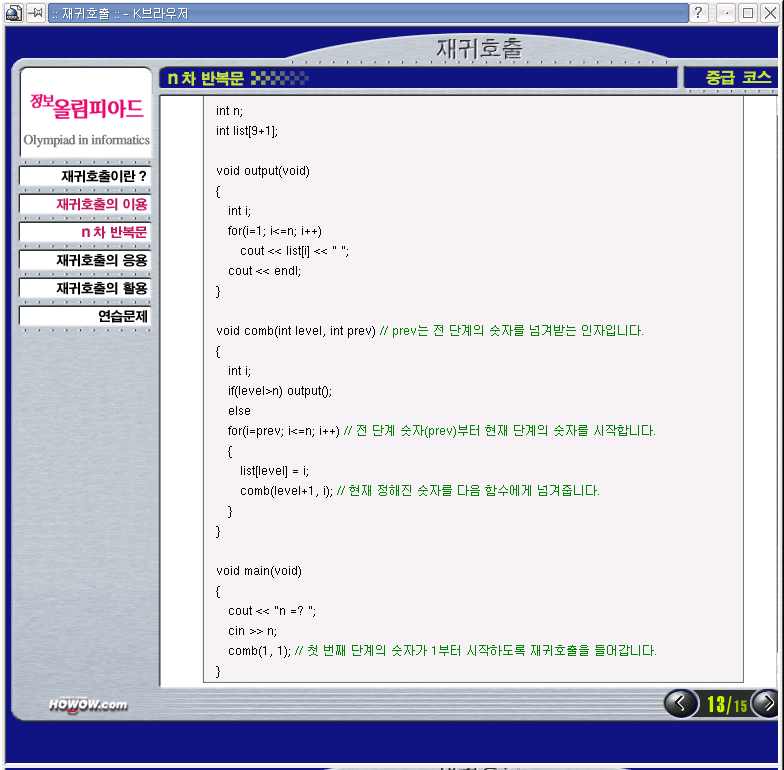 :: 재귀호출 :: - K브라우저
재귀호출
n 차 반복문
중급 코스
정보올림피아드
Olympiad in informatics
재귀호출이란 ?
재귀호출의 이용
n 차 반복문
재귀호출의 응용
재귀호출의 활용
연습문제
int n;
int list[9+1];
void output(void)
{
int i;
for(i=1; i<=n; i++)
cout << list[i] << " ";
cout << endl;
}
void comb(int level, int prev) // prev는 전 단계의 숫자를 넘겨받는 인자입니다.
{
int i;
if(level>n) output();
else
for(i=prev; i<=n; i++) // 전 단계 숫자(prev)부터 현재 단계의 숫자를 시작합니다.
{
list[level] = i;
comb(level+1, i); // 현재 정해진 숫자를 다음 함수에게 넘겨줍니다.
}
}
void main(void)
{
cout << "n =? ";
cin >> n;
comb(1, 1); // 첫 번째 단계의 숫자가 1부터 시작하도록 재귀호출을 들어갑니다.
}
HOWOW.com
13/15